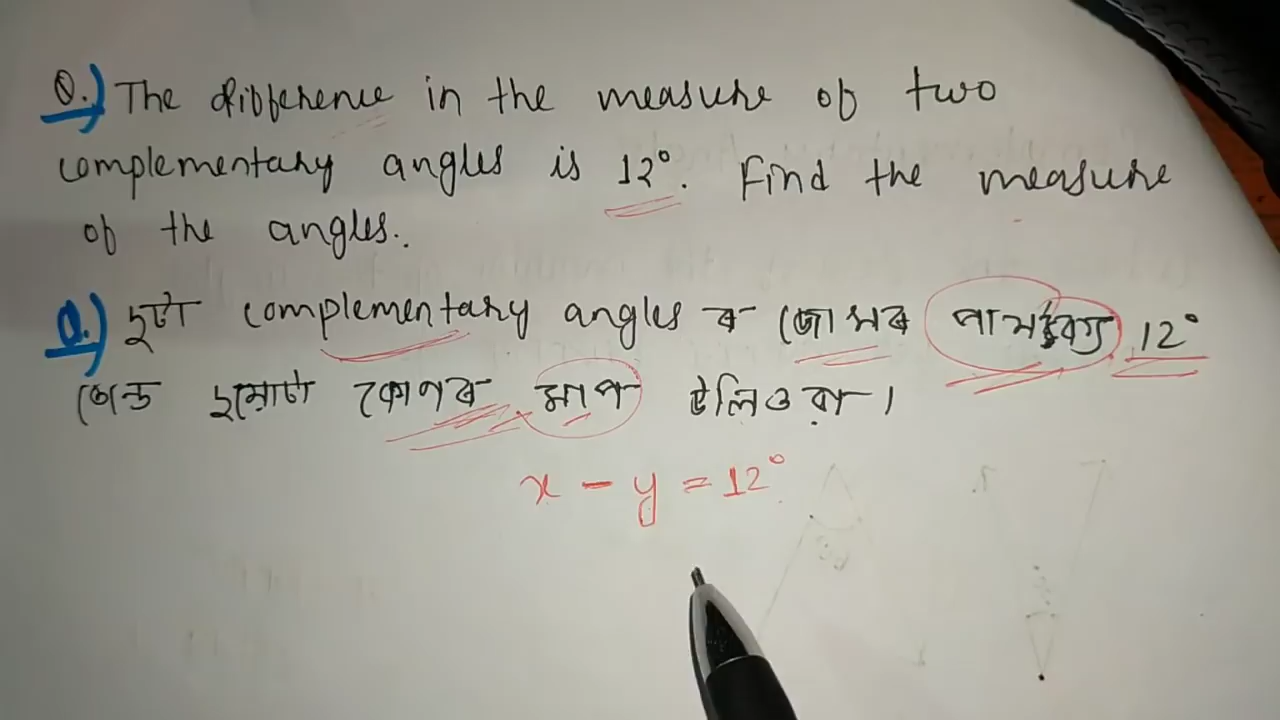 Q.) The difference in the measure of two
complementary angles is 12°. Find the measure
of the angles.
Q.) দুটা complementary angles ৰ জোখৰ পাৰ্থক্য 12°
হয়টা কোণৰ মাপ উলিওৱা।
x - y = 12°